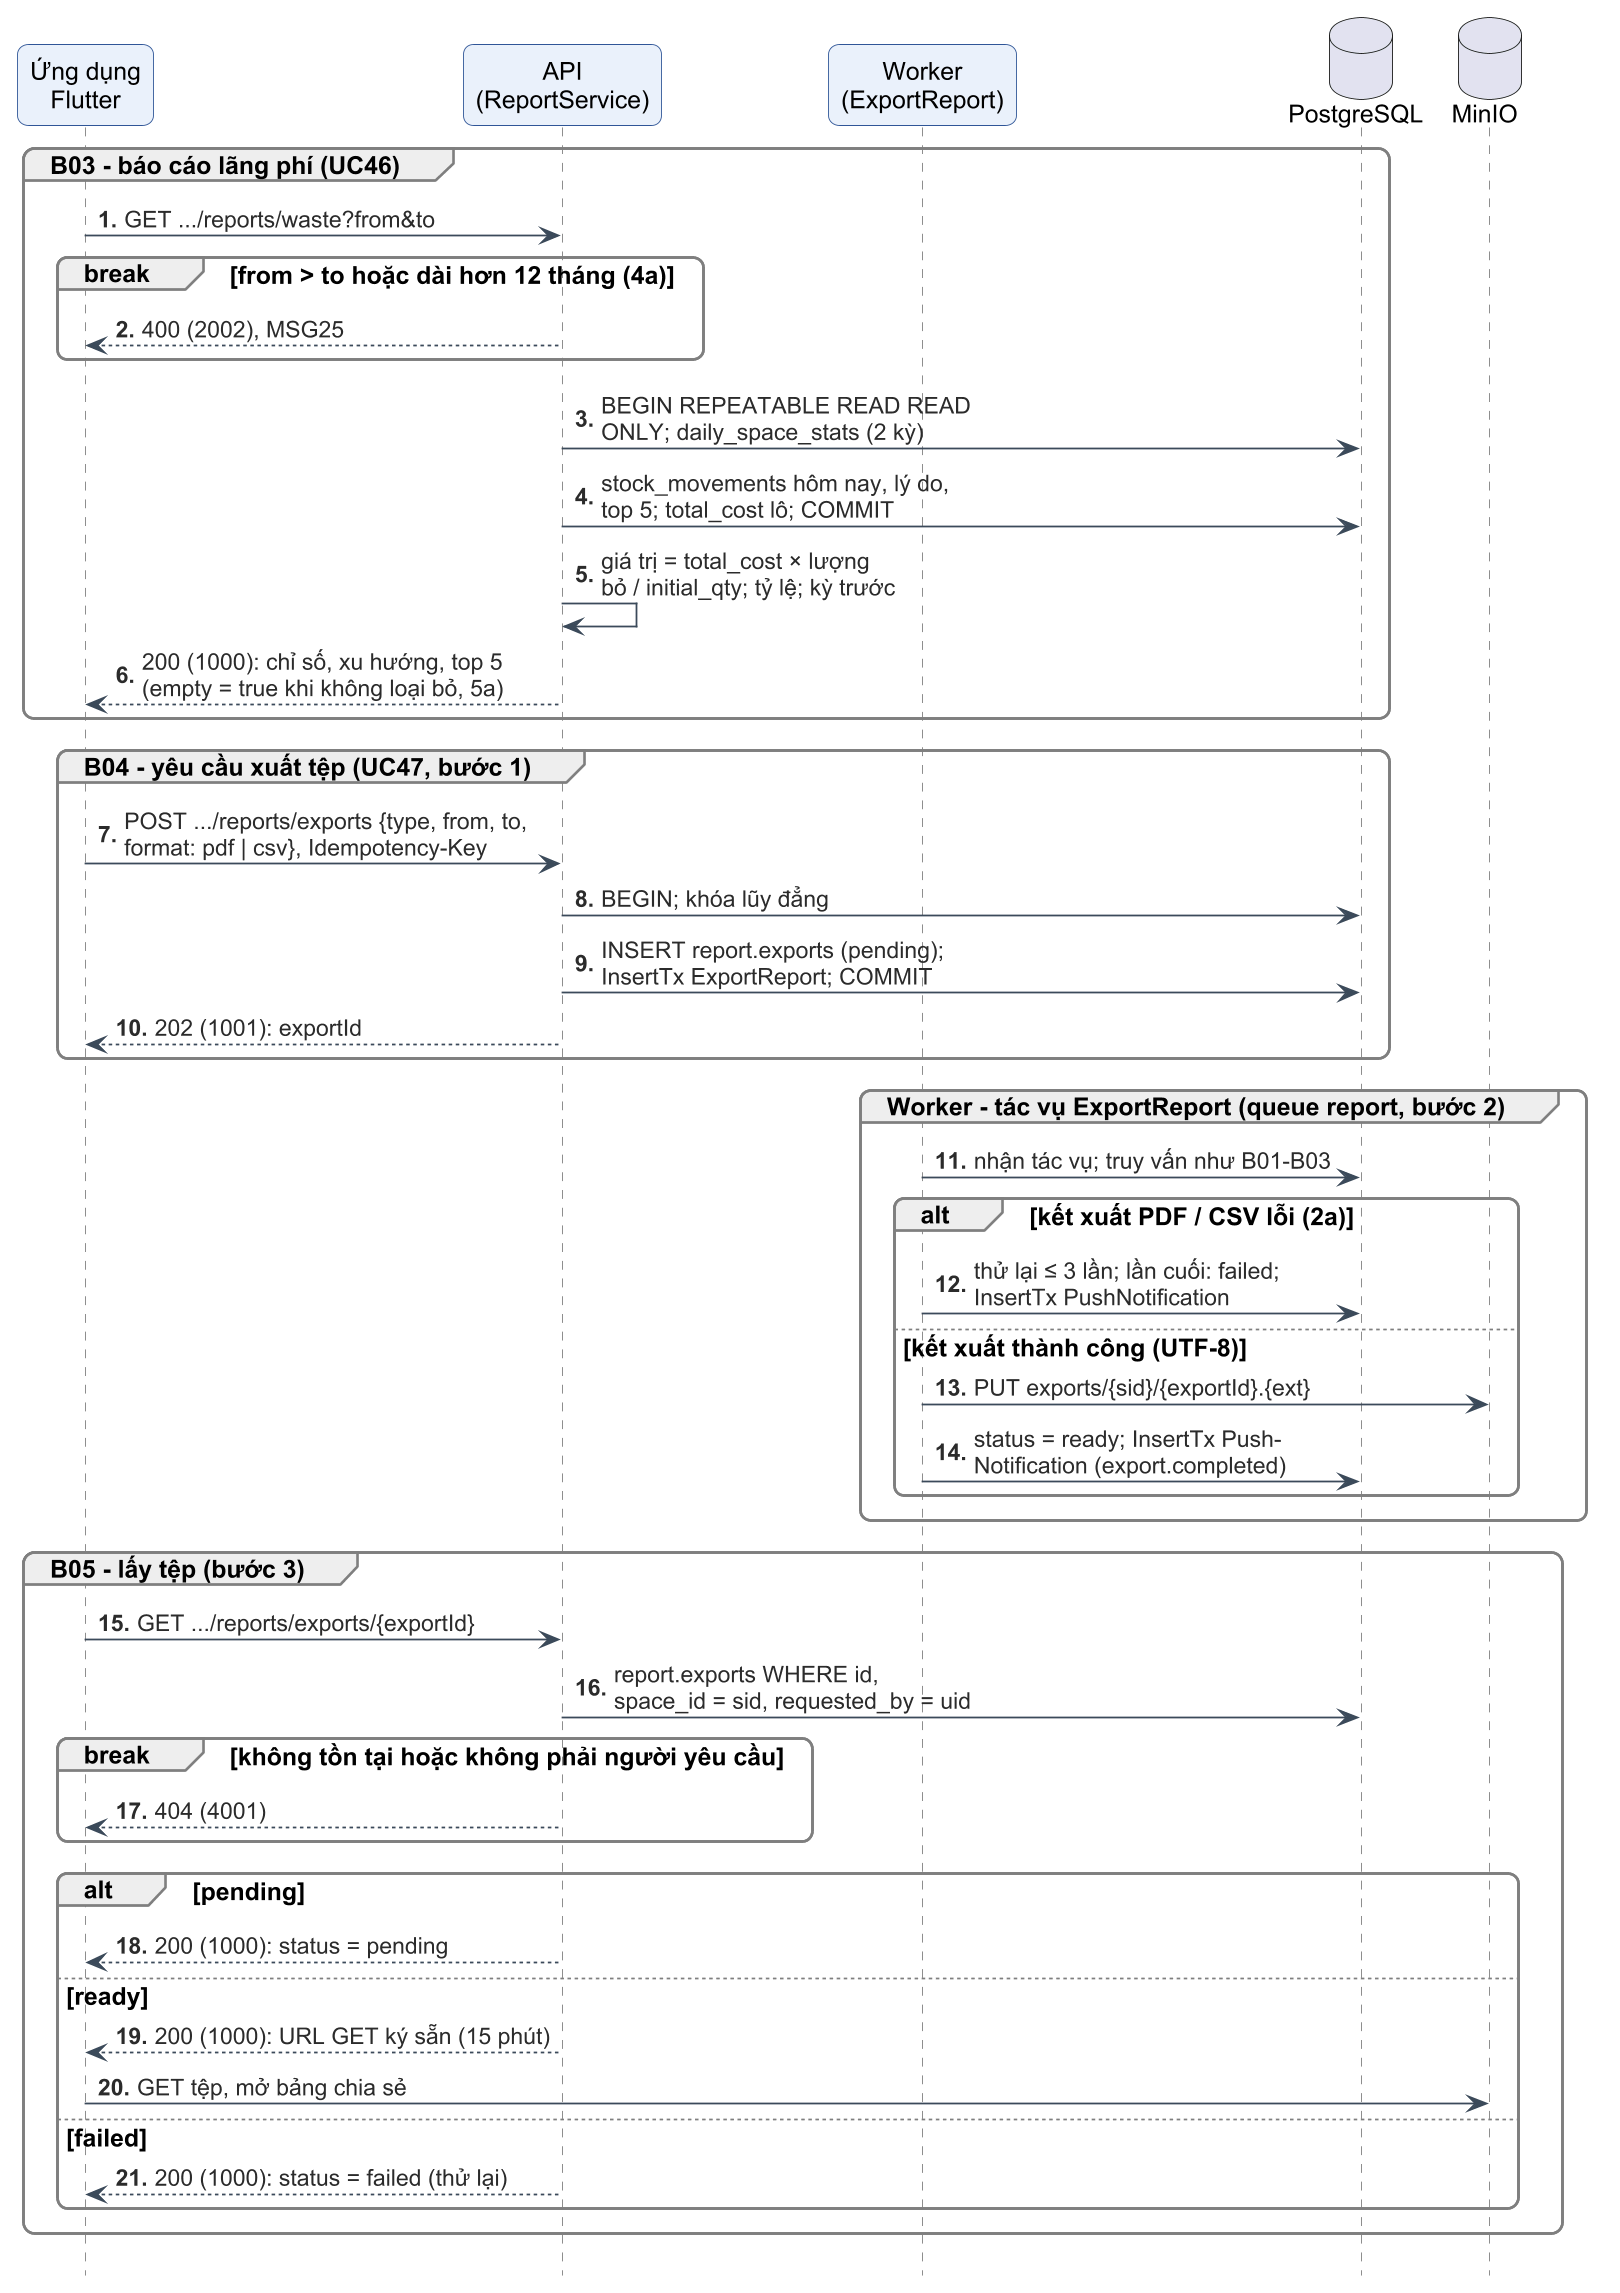 Ứng dụng
Flutter
API
(ReportService)
Worker
(ExportReport)
PostgreSQL
MinIO
B03 - báo cáo lãng phí (UC46)
1. GET .../reports/waste?from&to
break [from > to hoặc dài hơn 12 tháng (4a)]
2. 400 (2002), MSG25
3. BEGIN REPEATABLE READ READ
ONLY; daily_space_stats (2 kỳ)
4. stock_movements hôm nay, lý do,
top 5; total_cost lô; COMMIT
5. giá trị = total_cost × lượng
bỏ / initial_qty; tỷ lệ; kỳ trước
6. 200 (1000): chỉ số, xu hướng, top 5
(empty = true khi không loại bỏ, 5a)
B04 - yêu cầu xuất tệp (UC47, bước 1)
7. POST .../reports/exports {type, from, to,
format: pdf | csv}, Idempotency-Key
8. BEGIN; khóa lũy đẳng
9. INSERT report.exports (pending);
InsertTx ExportReport; COMMIT
10. 202 (1001): exportId
Worker - tác vụ ExportReport (queue report, bước 2)
11. nhận tác vụ; truy vấn như B01-B03
alt [kết xuất PDF / CSV lỗi (2a)]
12. thử lại ≤ 3 lần; lần cuối: failed;
InsertTx PushNotification
[kết xuất thành công (UTF-8)]
13. PUT exports/{sid}/{exportId}.{ext}
14. status = ready; InsertTx Push-
Notification (export.completed)
B05 - lấy tệp (bước 3)
15. GET .../reports/exports/{exportId}
16. report.exports WHERE id,
space_id = sid, requested_by = uid
break [không tồn tại hoặc không phải người yêu cầu]
17. 404 (4001)
alt [pending]
18. 200 (1000): status = pending
[ready]
19. 200 (1000): URL GET ký sẵn (15 phút)
20. GET tệp, mở bảng chia sẻ
[failed]
21. 200 (1000): status = failed (thử lại)